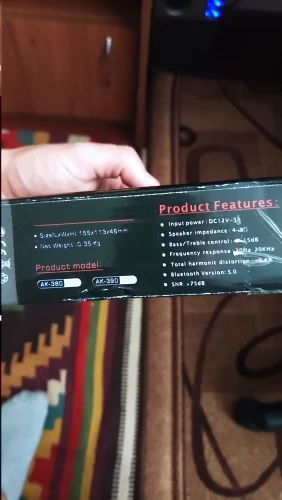 • Size(LxWxH): 155x113x46mm
• Net Weight: 0.35 Kg
Product model:
AK-380 AK-390
Product Features:
• Input power: DC12V-3A
• Speaker impedance: 4-8Ω
• Bass/Treble control: 15dB
• Frequency response 20KHz
• Total harmonic distortion
• Bluetooth Version: 5.0
• SNR >75dB